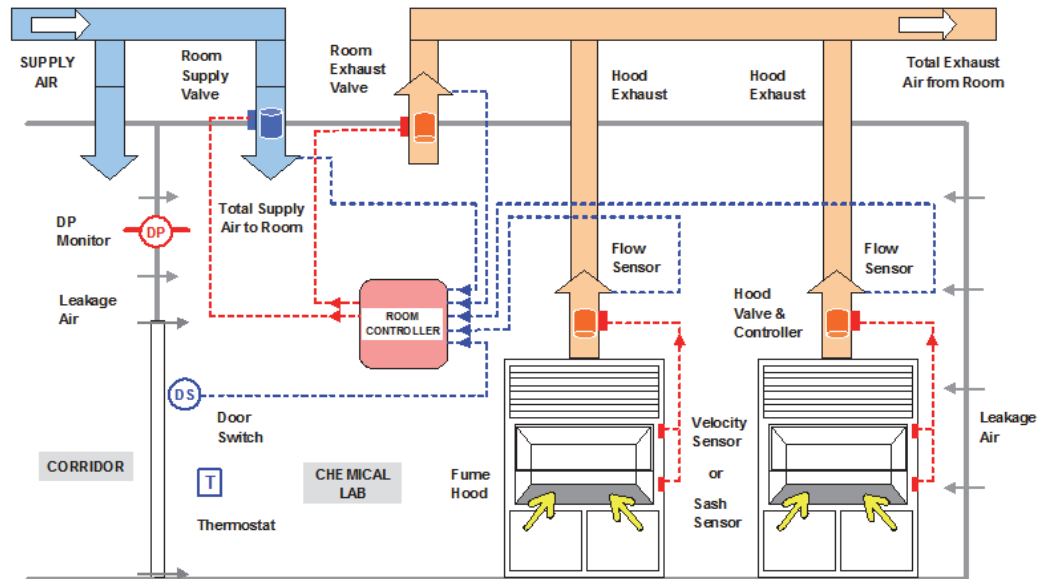 SUPPLY
AIR
Room
Supply
Valve
Room
Exhaust
Valve
Hood
Exhaust
Hood
Exhaust
Total Exhaust
Air from Room
DP
Monitor
DP
Total Supply
Air to Room
Flow
Sensor
Flow
Sensor
Leakage
Air
ROOM
CONTROLLER
Hood
Valve &
Controller
DS
Door
Switch
Velocity
Sensor
or
Sash
Sensor
Leakage
Air
CORRIDOR
T
CHEMICAL
LAB
Fume
Hood
Thermostat